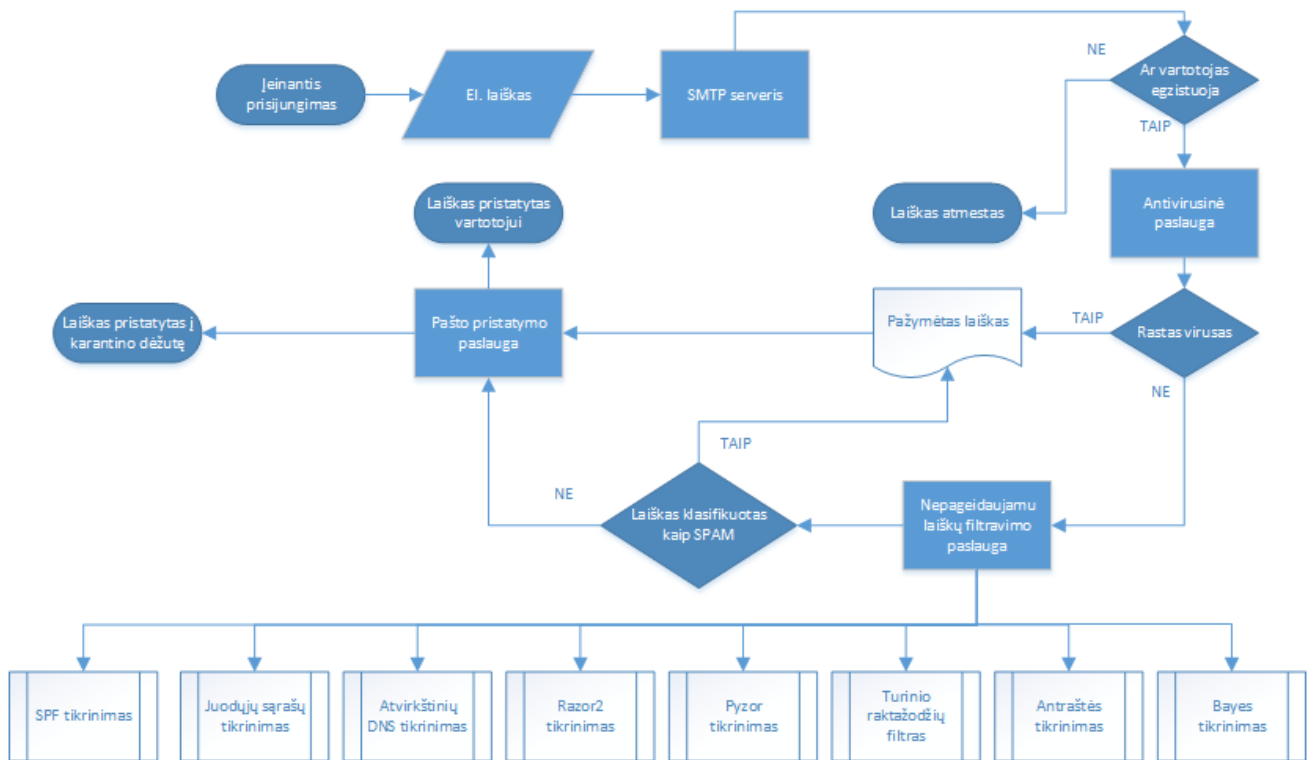 Įeinantis
prisijungimas
El. laiškas
SMTP serveris
NE
Ar vartotojas
egzistuoja
TAIP
Laiškas pristatytas
vartotojui
Laiškas atmestas
Antivirusinė
paslauga
Laiškas pristatytas į
karantino dėžutę
Pašto pristatymo
paslauga
Pažymėtas laiškas
TAIP
Rastas virusas
NE
TAIP
NE
Laiškas klasifikuotas
kaip SPAM
Nepageidaujamu
laiškų filtravimo
paslauga
SPF tikrinimas
Juodųjų sąrašų
tikrinimas
Atvirkštinių
DNS tikrinimas
Razor2
tikrinimas
Pyzor
tikrinimas
Turinio
raktažodžių
filtras
Antraštės
tikrinimas
Bayes
tikrinimas